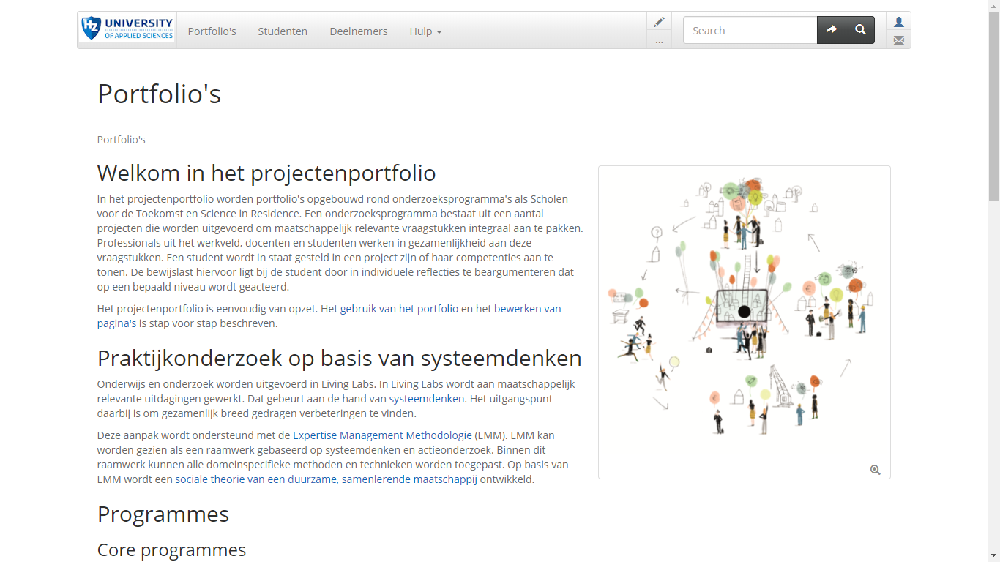 HZ UNIVERSITY
OF APPLIED SCIENCES
Portfolio's Studenten Deelnemers Hulp
...
Search
Portfolio's
Portfolio's
Welkom in het projectenportfolio
In het projectenportfolio worden portfolio's opgebouwd rond onderzoeksprogramma's als Scholen
voor de Toekomst en Science in Residence. Een onderzoeksprogramma bestaat uit een aantal
projecten die worden uitgevoerd om maatschappelijk relevante vraagstukken integraal aan te pakken.
Professionals uit het werkveld, docenten en studenten werken in gezamenlijkheid aan deze
vraagstukken. Een student wordt in staat gesteld in een project zijn of haar competenties aan te
tonen. De bewijslast hiervoor ligt bij de student door in individuele reflecties te beargumenteren dat
op een bepaald niveau wordt geacteerd.
Het projectenportfolio is eenvoudig van opzet. Het gebruik van het portfolio en het bewerken van
pagina's is stap voor stap beschreven.
Praktijkonderzoek op basis van systeemdenken
Onderwijs en onderzoek worden uitgevoerd in Living Labs. In Living Labs wordt aan maatschappelijk
relevante uitdagingen gewerkt. Dat gebeurt aan de hand van systeemdenken. Het uitgangspunt
daarbij is om gezamenlijk breed gedragen verbeteringen te vinden.
Deze aanpak wordt ondersteund met de Expertise Management Methodologie (EMM). EMM kan
worden gezien als een raamwerk gebaseerd op systeemdenken en actieonderzoek. Binnen dit
raamwerk kunnen alle domeinspecifieke methoden en technieken worden toegepast. Op basis van
EMM wordt een sociale theorie van een duurzame, samenlerende maatschappij ontwikkeld.
Programmes
Core programmes